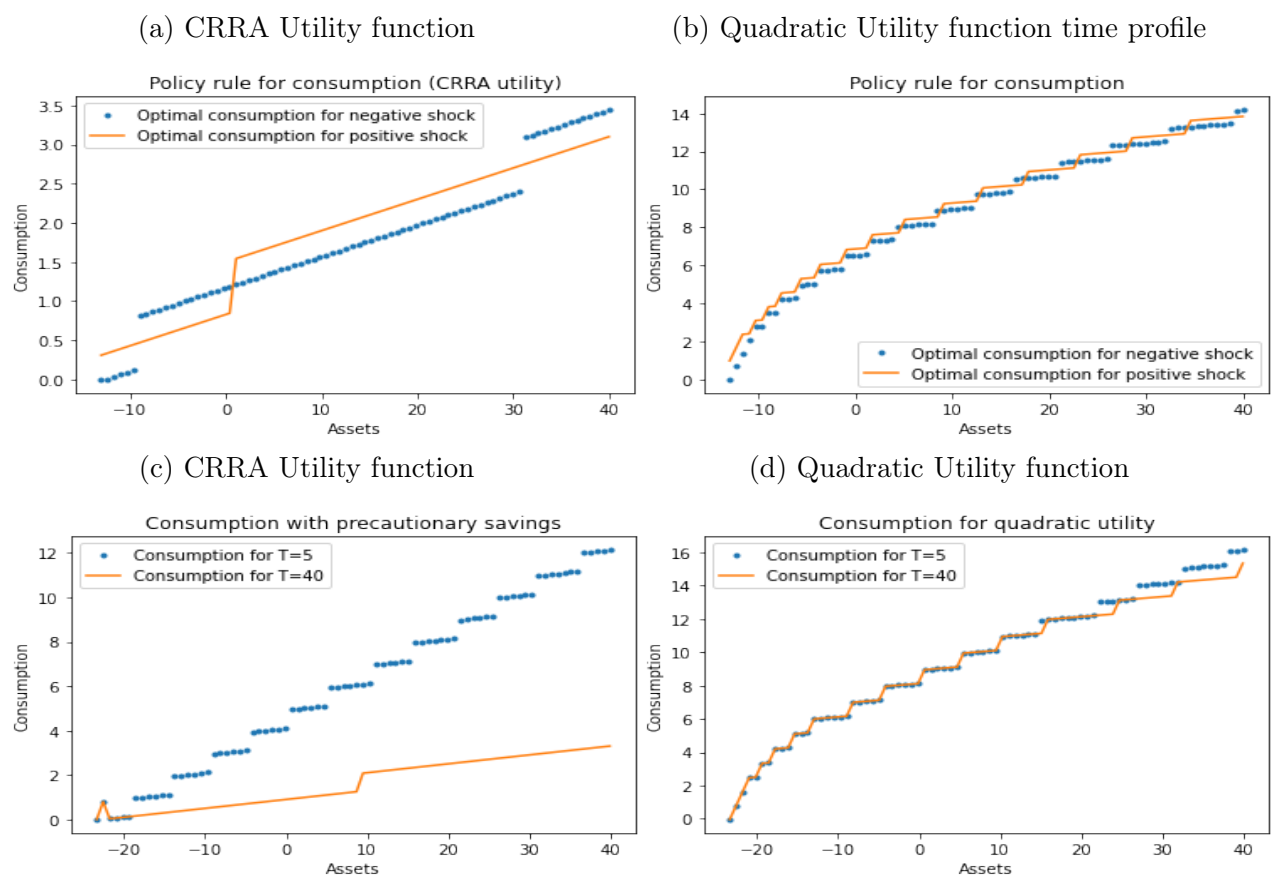 (a) CRRA Utility function
(b) Quadratic Utility function time profile
Policy rule for consumption (CRRA utility)
Optimal consumption for negative shock
Optimal consumption for positive shock
3.5
3.0
2.5
2.0
1.5
1.0
0.5
0.0
Consumption
−10
0
10
20
30
40
Assets
Policy rule for consumption
14
12
10
8
6
4
2
0
Consumption
Optimal consumption for negative shock
Optimal consumption for positive shock
−10
0
10
20
30
40
Assets
(c) CRRA Utility function
(d) Quadratic Utility function
Consumption with precautionary savings
Consumption for T=5
Consumption for T=40
12
10
8
6
4
2
0
Consumption
−20
−10
0
10
20
30
40
Assets
Consumption for quadratic utility
Consumption for T=5
Consumption for T=40
16
14
12
10
8
6
4
2
0
Consumption
−20
−10
0
10
20
30
40
Assets